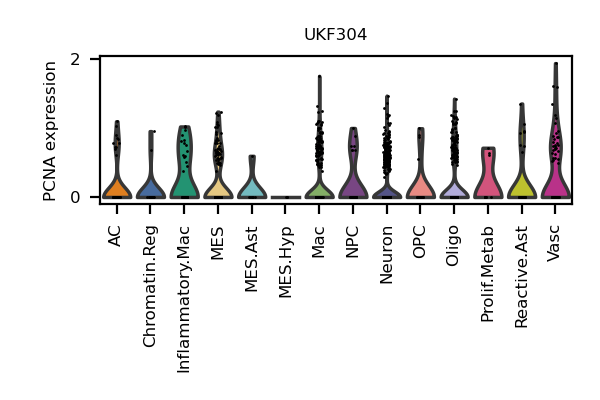 UKF304
PCNA expression
2
0
AC
Chromatin.Reg
Inflammatory.Mac
MES
MES.Ast
MES.Hyp
Mac
NPC
Neuron
OPC
Oligo
Prolif.Metab
Reactive.Ast
Vasc